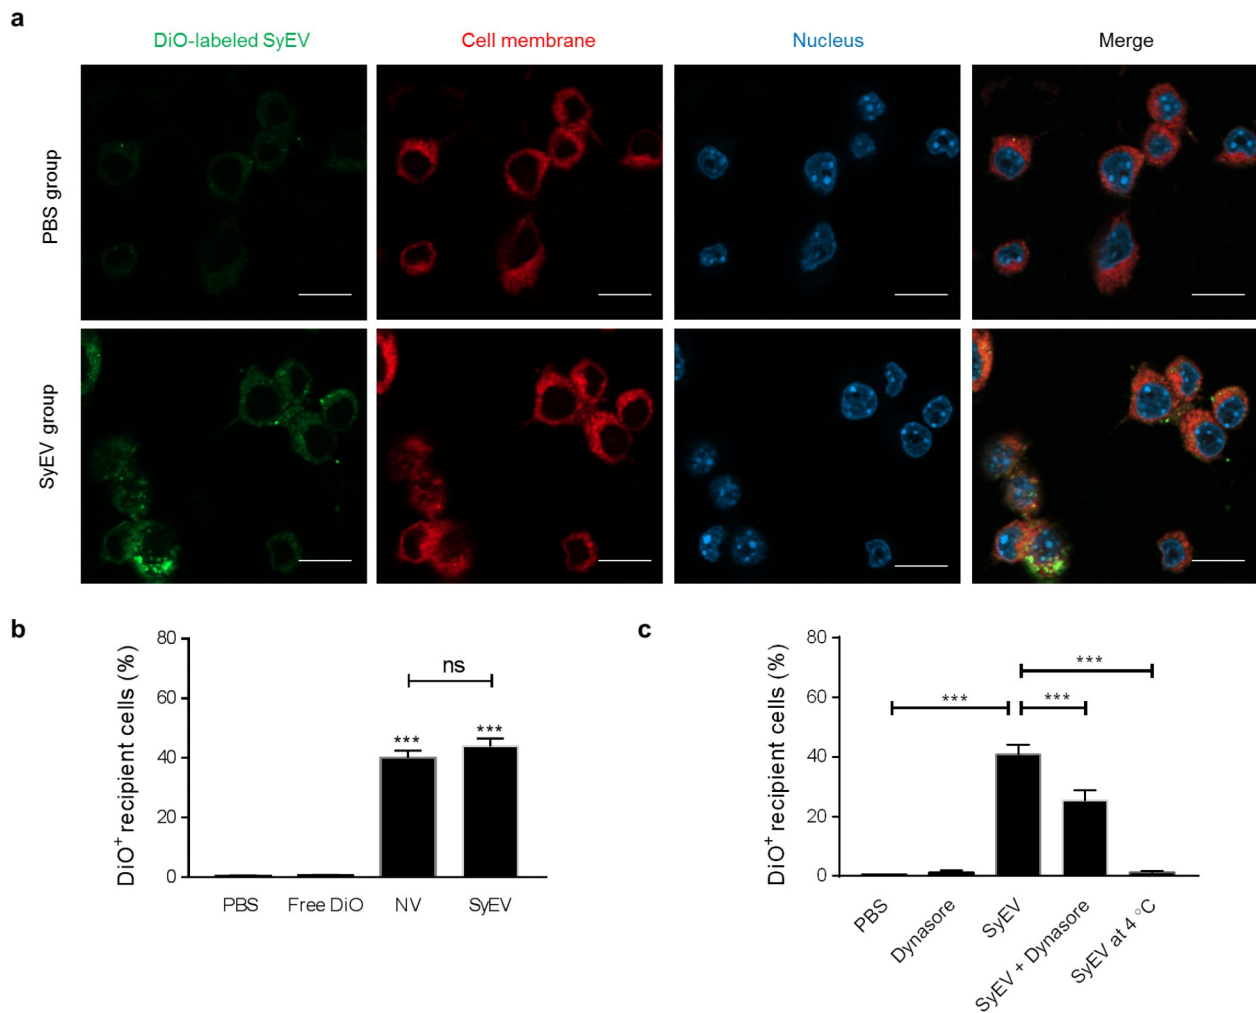 a
DiO-labeled SyEV
Cell membrane
Nucleus
Merge
PBS group
SyEV group
b
DiO⁺ recipient cells (%)
80
60
40
20
0
ns
***
***
PBS
Free DiO
NV
SyEV
c
DiO⁺ recipient cells (%)
80
60
40
20
0
***
***
***
PBS
Dynasore
SyEV
SyEV + Dynasore
SyEV at 4 °C